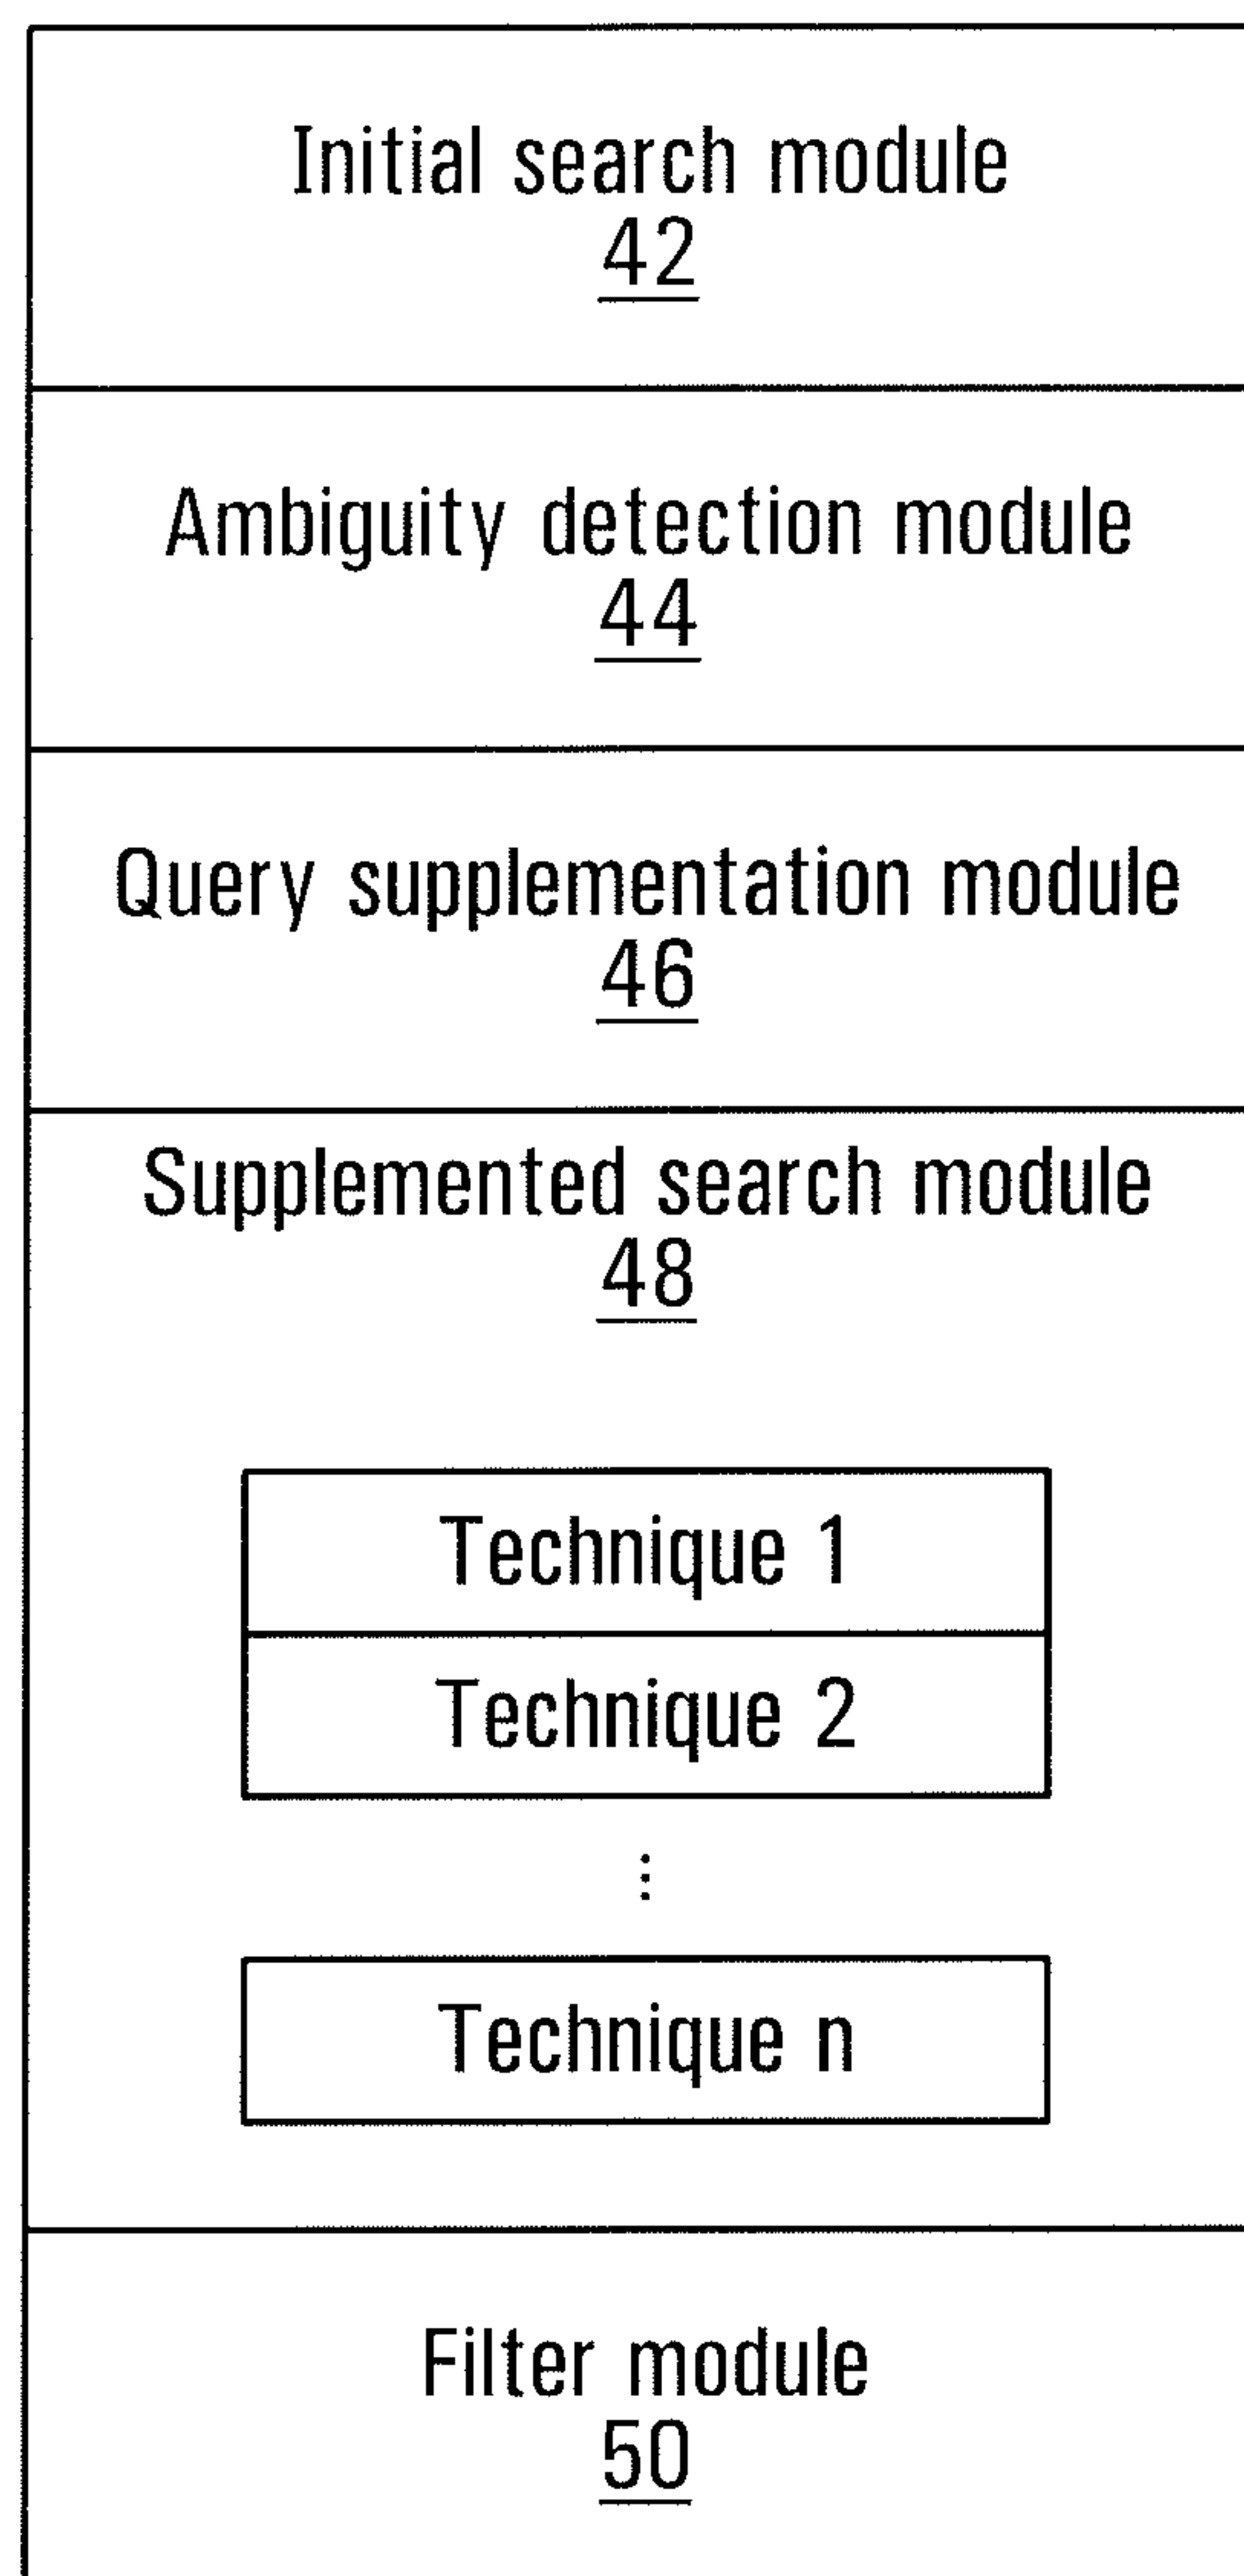 Initial search module
42
Ambiguity detection module
44
Query supplementation module
46
Supplemented search module
48
Technique 1
Technique 2
⋮
Technique n
Filter module
50